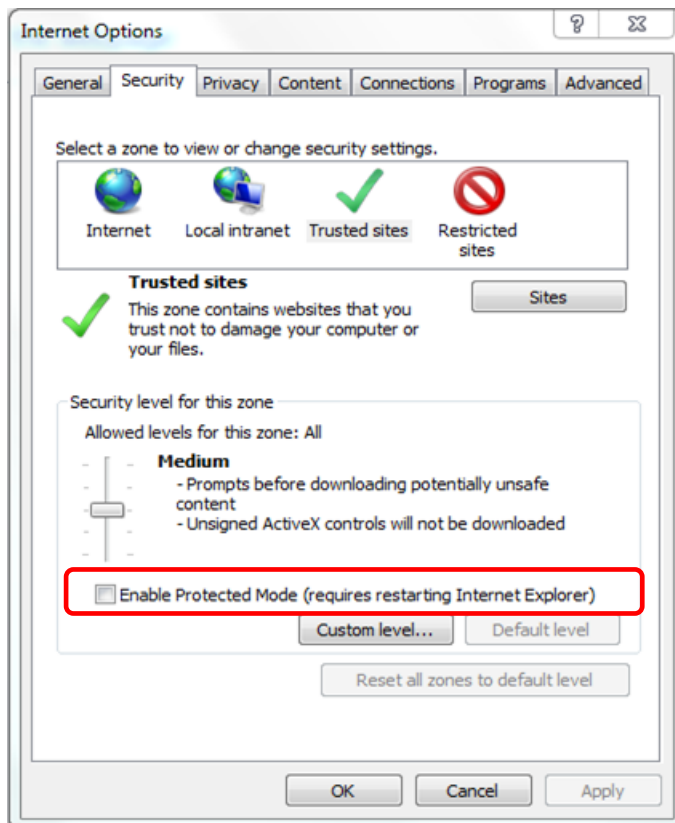 Internet Options
General Security Privacy Content Connections Programs Advanced
Select a zone to view or change security settings.
Internet Local intranet Trusted sites Restricted
sites
Trusted sites
Sites
This zone contains websites that you
trust not to damage your computer or
your files.
Security level for this zone
Allowed levels for this zone: All
Medium
- Prompts before downloading potentially unsafe
content
- Unsigned ActiveX controls will not be downloaded
Enable Protected Mode (requires restarting Internet Explorer)
Custom level... Default level
Reset all zones to default level
OK Cancel Apply